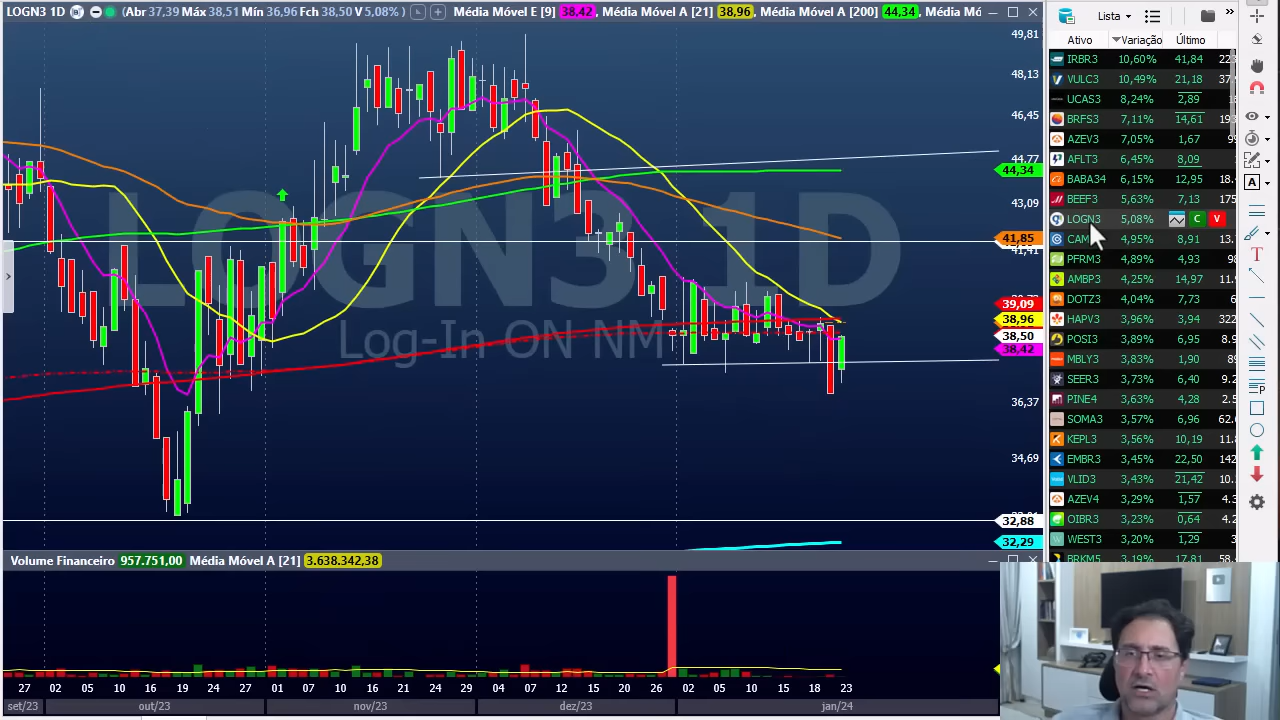 LOGN3 1D (Abr 37,39 Máx 38,51 Mín 36,96 Fch 38,50 V 5,08%) Média Móvel E [9] 38,42, Média Móvel A [21] 38,96 Média Móvel A [200] 44,34, Média Mó
49,81
48,13
46,45
44,77
44,34
43,09
41,85
41,41
39,09
38,96
38,50
38,42
36,37
34,69
32,88
32,29
LOGN3 1D
Log-In ON NM
Volume Financeiro 957.751,00 Média Móvel A [21] 3.638.342,38
27 02 05 10 16 19 24 27 01 07 10 16 21 24 29 04 07 12 15 20 26 02 05 10 15 18 23
set/23 out/23 nov/23 dez/23 jan/24
Lista
Ativo Variação Último
IRBR3 10,60% 41,84
VULC3 10,49% 21,18
UCAS3 8,24% 2,89
BRFS3 7,11% 14,61
AZEV3 7,05% 1,67
AFLT3 6,45% 8,09
BABA34 6,15% 12,95
BEEF3 5,63% 7,13 175
LOGN3 5,08% C V
CAM 4,95% 8,91
PFRM3 4,89% 4,93
AMBP3 4,25% 14,97
DOTZ3 4,04% 7,73
HAPV3 3,96% 3,94
POSI3 3,89% 6,95
MBLY3 3,83% 1,90
SEER3 3,73% 6,40
PINE4 3,63% 4,28
SOMA3 3,57% 6,96
KEPL3 3,56% 10,19
EMBR3 3,45% 22,50
VLID3 3,43% 21,42
AZEV4 3,29% 1,57
OIBR3 3,23% 0,64
WEST3 3,20% 1,29
BRKM5 3,19% 17,81
A
T
P